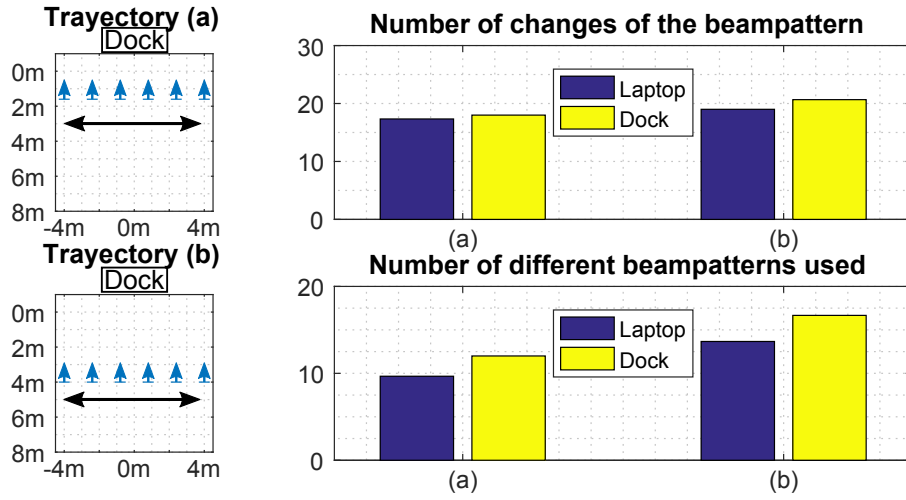 Trayectory (a)
Dock
0m
2m
4m
6m
8m
-4m 0m 4m
Number of changes of the beampattern
30
20
10
0
Laptop
Dock
(a) (b)
Trayectory (b)
Dock
0m
2m
4m
6m
8m
-4m 0m 4m
Number of different beampatterns used
20
10
0
Laptop
Dock
(a) (b)